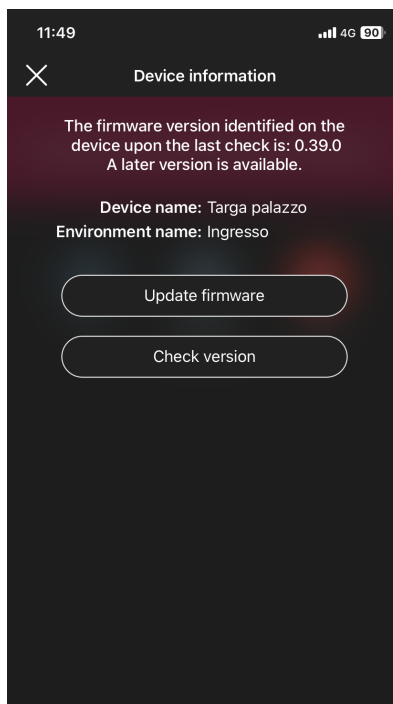 11:49
4G 90
Device information
The firmware version identified on the
device upon the last check is: 0.39.0
A later version is available.
Device name: Targa palazzo
Environment name: Ingresso
Update firmware
Check version